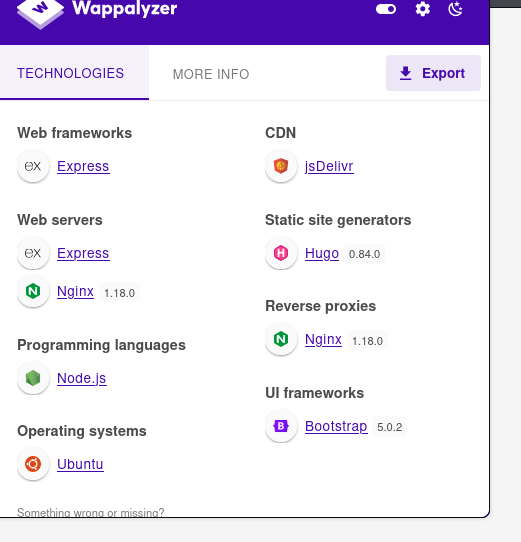 Wappalyzer
TECHNOLOGIES
MORE INFO
Export
Web frameworks
ex Express
Web servers
ex Express
Nginx 1.18.0
Programming languages
Node.js
Operating systems
Ubuntu
CDN
jsDelivr
Static site generators
H Hugo 0.84.0
Reverse proxies
Nginx 1.18.0
UI frameworks
B Bootstrap 5.0.2
Something wrong or missing?